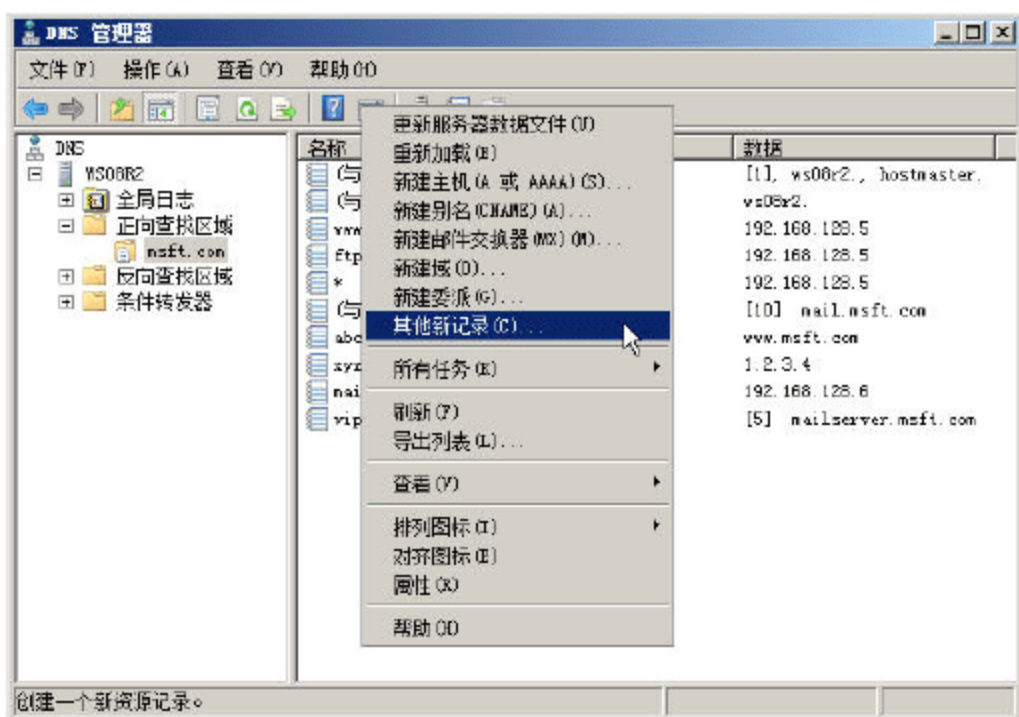 DNS 管理器
文件(F) 操作(A) 查看(V) 帮助(H)
DNS
WS08R2
全局日志
正向查找区域
msft.com
反向查找区域
条件转发器
名称 数据
(与 [1], ws08r2., hostmaster.
(与 ws08r2.
www 192.168.128.5
ftp 192.168.128.5
* 192.168.128.5
(与 [10] mail.msft.com
abc www.msft.com
xyz 1.2.3.4
mai 192.168.128.6
vip [5] mailserver.msft.com
更新服务器数据文件(U)
重新加载(E)
新建主机(A 或 AAAA)(S)...
新建别名(CNAME)(A)...
新建邮件交换器(MX)(M)...
新建域(O)...
新建委派(G)...
其他新记录(C)...
所有任务(K)
刷新(F)
导出列表(L)...
查看(V)
排列图标(I)
对齐图标(E)
属性(R)
帮助(H)
创建一个新资源记录。